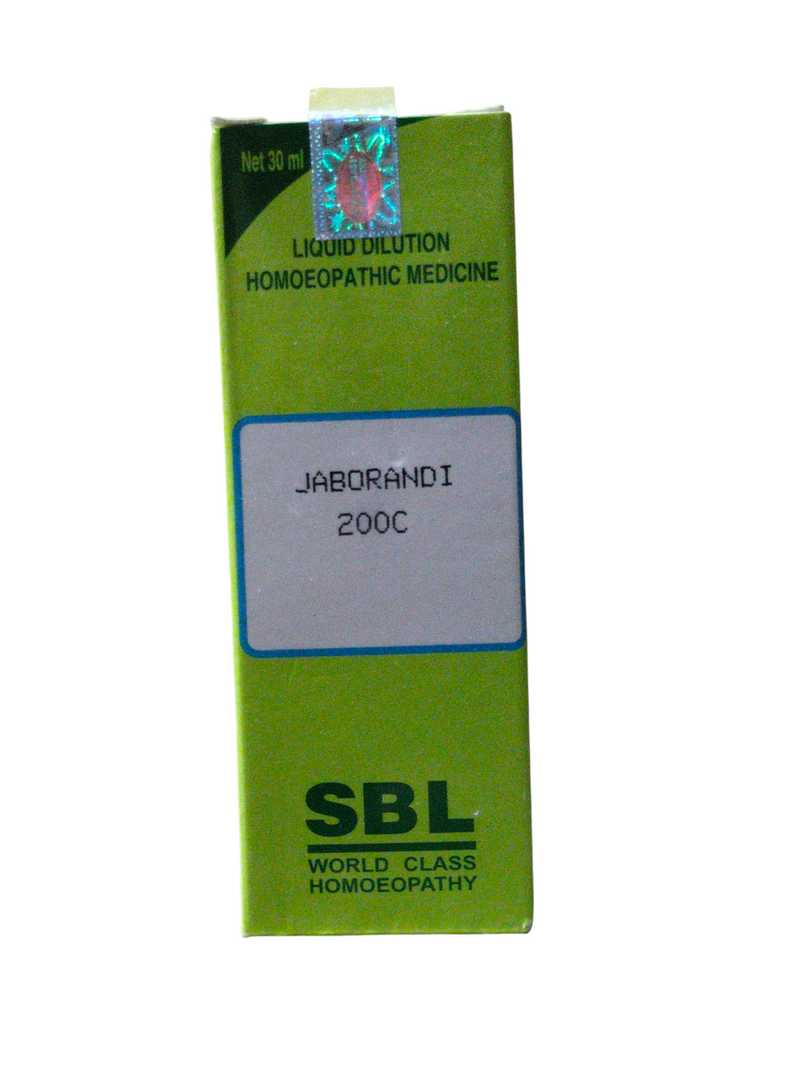 Net 30 ml
LIQUID DILUTION
HOMOEOPATHIC MEDICINE
JABORANDI
200C
SBL
WORLD CLASS
HOMOEOPATHY